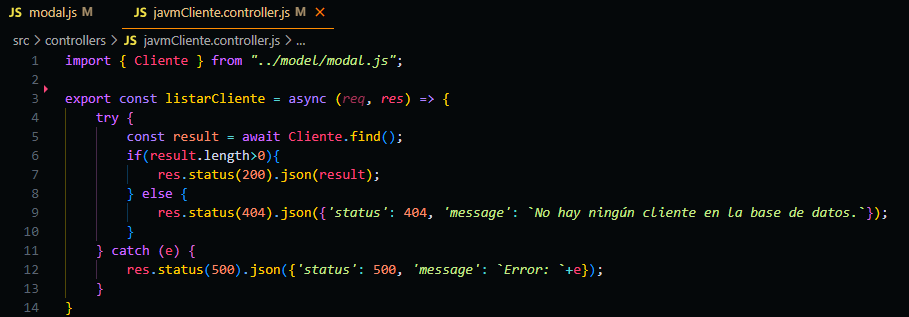 JS modal.js M JS javmCliente.controller.js M ×
src > controllers > JS javmCliente.controller.js > ...
1 import { Cliente } from "../model/modal.js";
2
3 export const listarCliente = async (req, res) => {
4 try {
5 const result = await Cliente.find();
6 if(result.length>0){
7 res.status(200).json(result);
8 } else {
9 res.status(404).json({'status': 404, 'message': `No hay ningún cliente en la base de datos.`});
10 }
11 } catch (e) {
12 res.status(500).json({'status': 500, 'message': `Error: `+e});
13 }
14 }